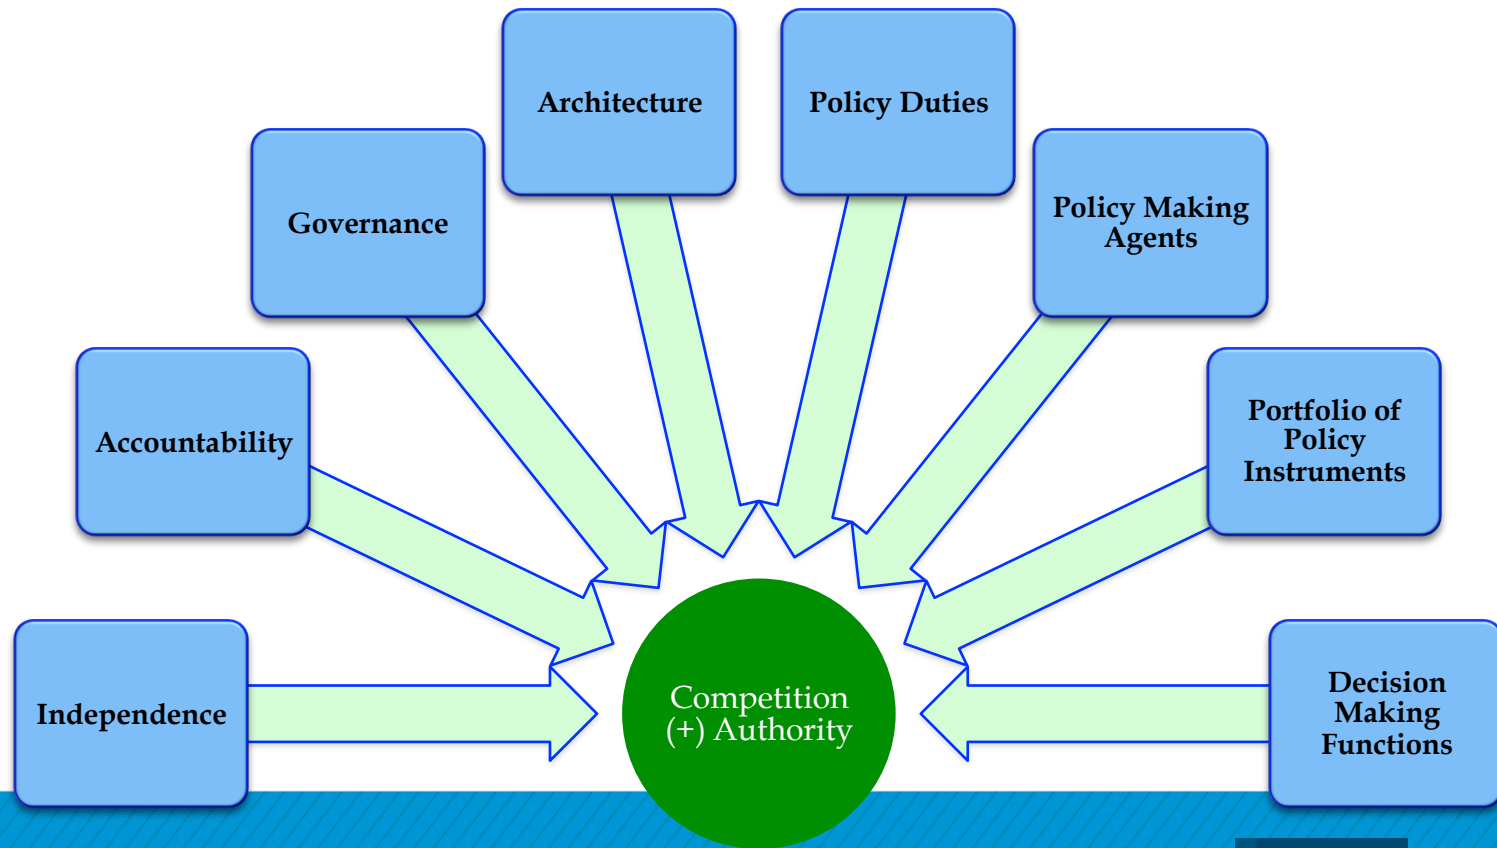 Architecture
Policy Duties
Governance
Policy Making
Agents
Accountability
Portfolio of
Policy
Instruments
Independence
Competition
(+) Authority
Decision
Making
Functions